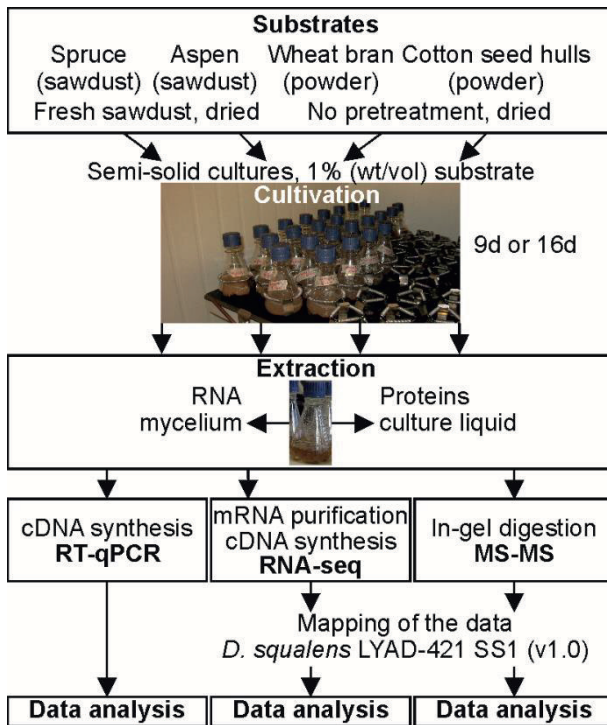 Substrates
Spruce Aspen Wheat bran Cotton seed hulls
(sawdust) (sawdust) (powder) (powder)
Fresh sawdust, dried No pretreatment, dried
Semi-solid cultures, 1% (wt/vol) substrate
Cultivation
9d or 16d
Extraction
RNA Proteins
mycelium culture liquid
cDNA synthesis
RT-qPCR
mRNA purification
cDNA synthesis
RNA-seq
In-gel digestion
MS-MS
Mapping of the data
D. squalens LYAD-421 SS1 (v1.0)
Data analysis Data analysis Data analysis